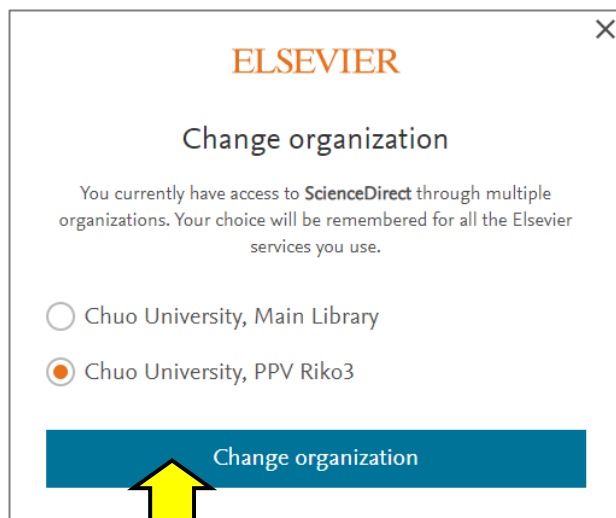 ELSEVIER
Change organization
You currently have access to ScienceDirect through multiple
organizations. Your choice will be remembered for all the Elsevier
services you use.
Chuo University, Main Library
Chuo University, PPV Riko3
Change organization